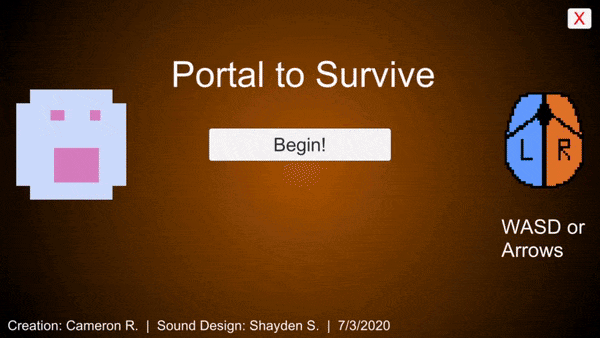 X
Portal to Survive
Begin!
L R
WASD or
Arrows
Creation: Cameron R. | Sound Design: Shayden S. | 7/3/2020